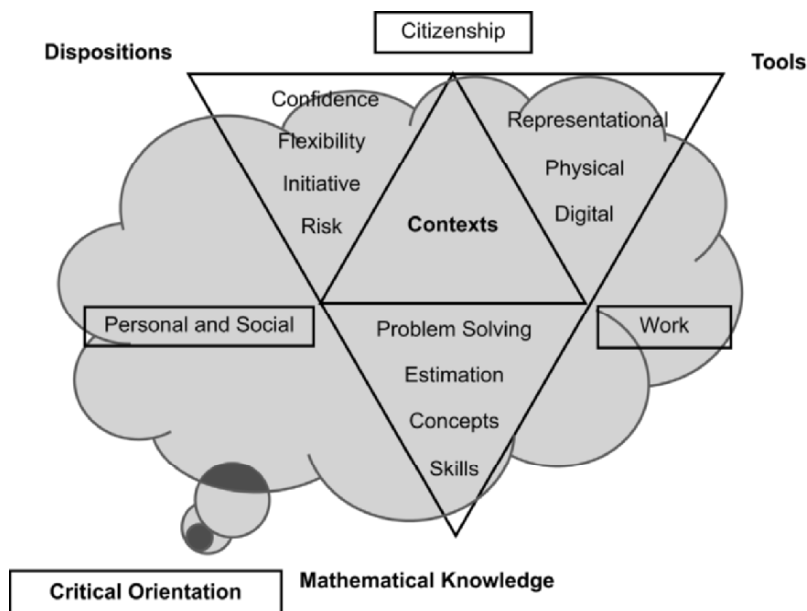 Citizenship
Dispositions
Tools
Confidence
Flexibility
Initiative
Risk
Representational
Physical
Digital
Contexts
Personal and Social
Work
Problem Solving
Estimation
Concepts
Skills
Critical Orientation
Mathematical Knowledge